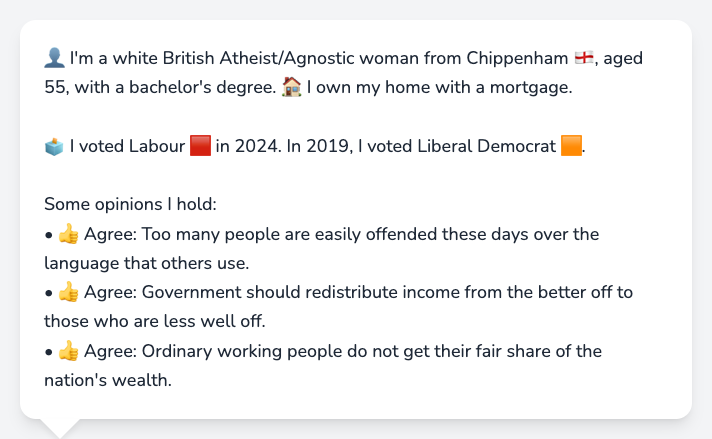 👤 I'm a white British Atheist/Agnostic woman from Chippenham 🏴󠁧󠁢󠁥󠁮󠁧󠁿, aged
55, with a bachelor's degree. 🏠 I own my home with a mortgage.
🗳️ I voted Labour 🟥 in 2024. In 2019, I voted Liberal Democrat 🟧.
Some opinions I hold:
• 👍 Agree: Too many people are easily offended these days over the
language that others use.
• 👍 Agree: Government should redistribute income from the better off to
those who are less well off.
• 👍 Agree: Ordinary working people do not get their fair share of the
nation's wealth.